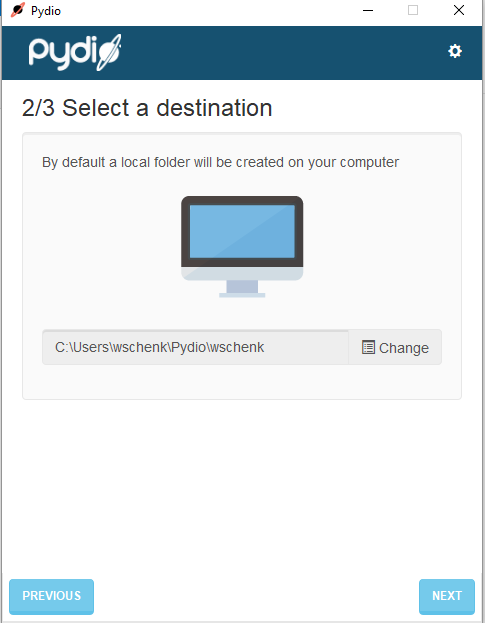 Pydio
Pydio
2/3 Select a destination
By default a local folder will be created on your computer
C:\Users\wschenk\Pydio\wschenk
Change
PREVIOUS
NEXT